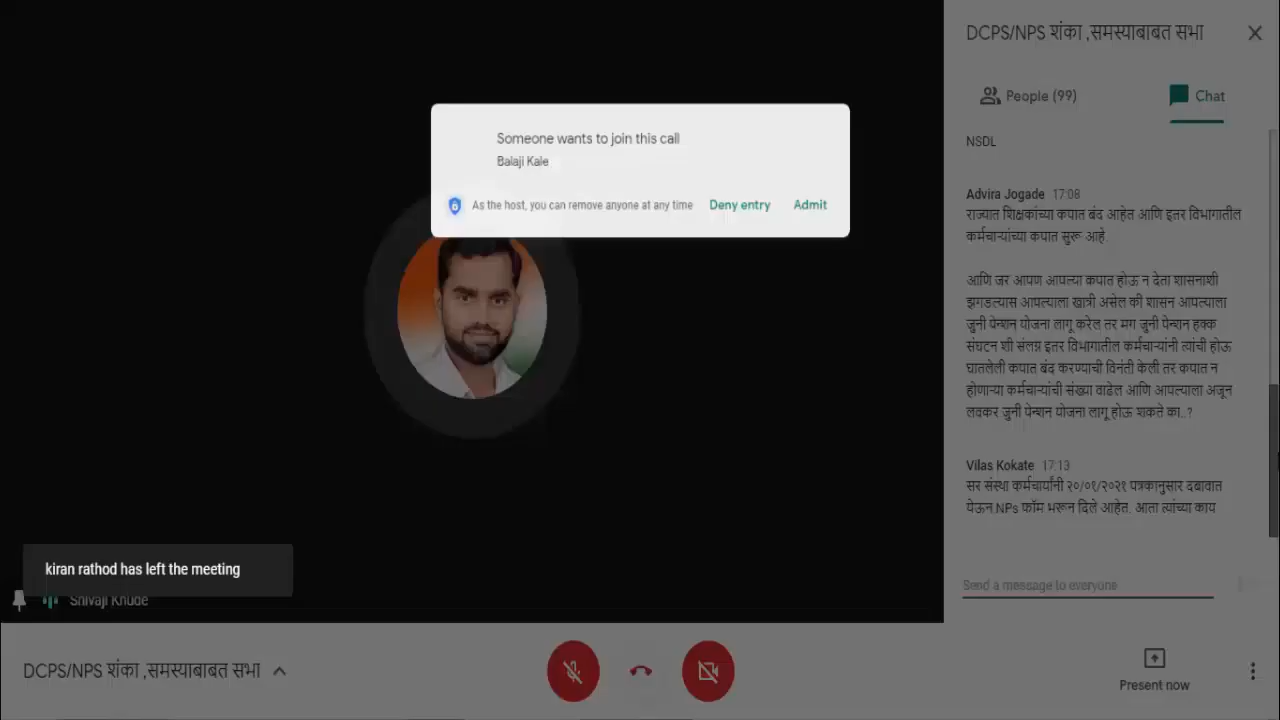 DCPS/NPS शंका ,समस्याबाबत सभा
People (99)
Chat
Someone wants to join this call
Balaji Kale
As the host, you can remove anyone at any time
Deny entry
Admit
NSDL
Advira Jogade 17:08
राज्यात शिक्षकांच्या कपात बंद आहेत आणि इतर विभागातील
कर्मचाऱ्यांच्या कपात सुरू आहे.
आणि जर आपण आपल्या कपात होऊ न देता शासनाशी
झगडल्यास आपल्याला खात्री असेल की शासन आपल्याला
जुनी पेन्शन योजना लागू करेल तर मग जुनी पेन्शन हक्क
संघटन शी संलग्न इतर विभागातील कर्मचाऱ्यांनी त्यांची होऊ
घातलेली कपात बंद करण्याची विनंती केली तर कपात न
होणाऱ्या कर्मचाऱ्यांची संख्या वाढेल आणि आपल्याला अजून
लवकर जुनी पेन्शन योजना लागू होऊ शकते का..?
Vilas Kokate 17:13
सर संस्था कर्मचार्यांनी २०/०१/२०२१ पत्रकानुसार दबावात
येऊन NPs फॉम भरून दिले आहेत. आता त्यांच्या काय
Send a message to everyone
kiran rathod has left the meeting
Shivaji Khude
DCPS/NPS शंका ,समस्याबाबत सभा
Present now